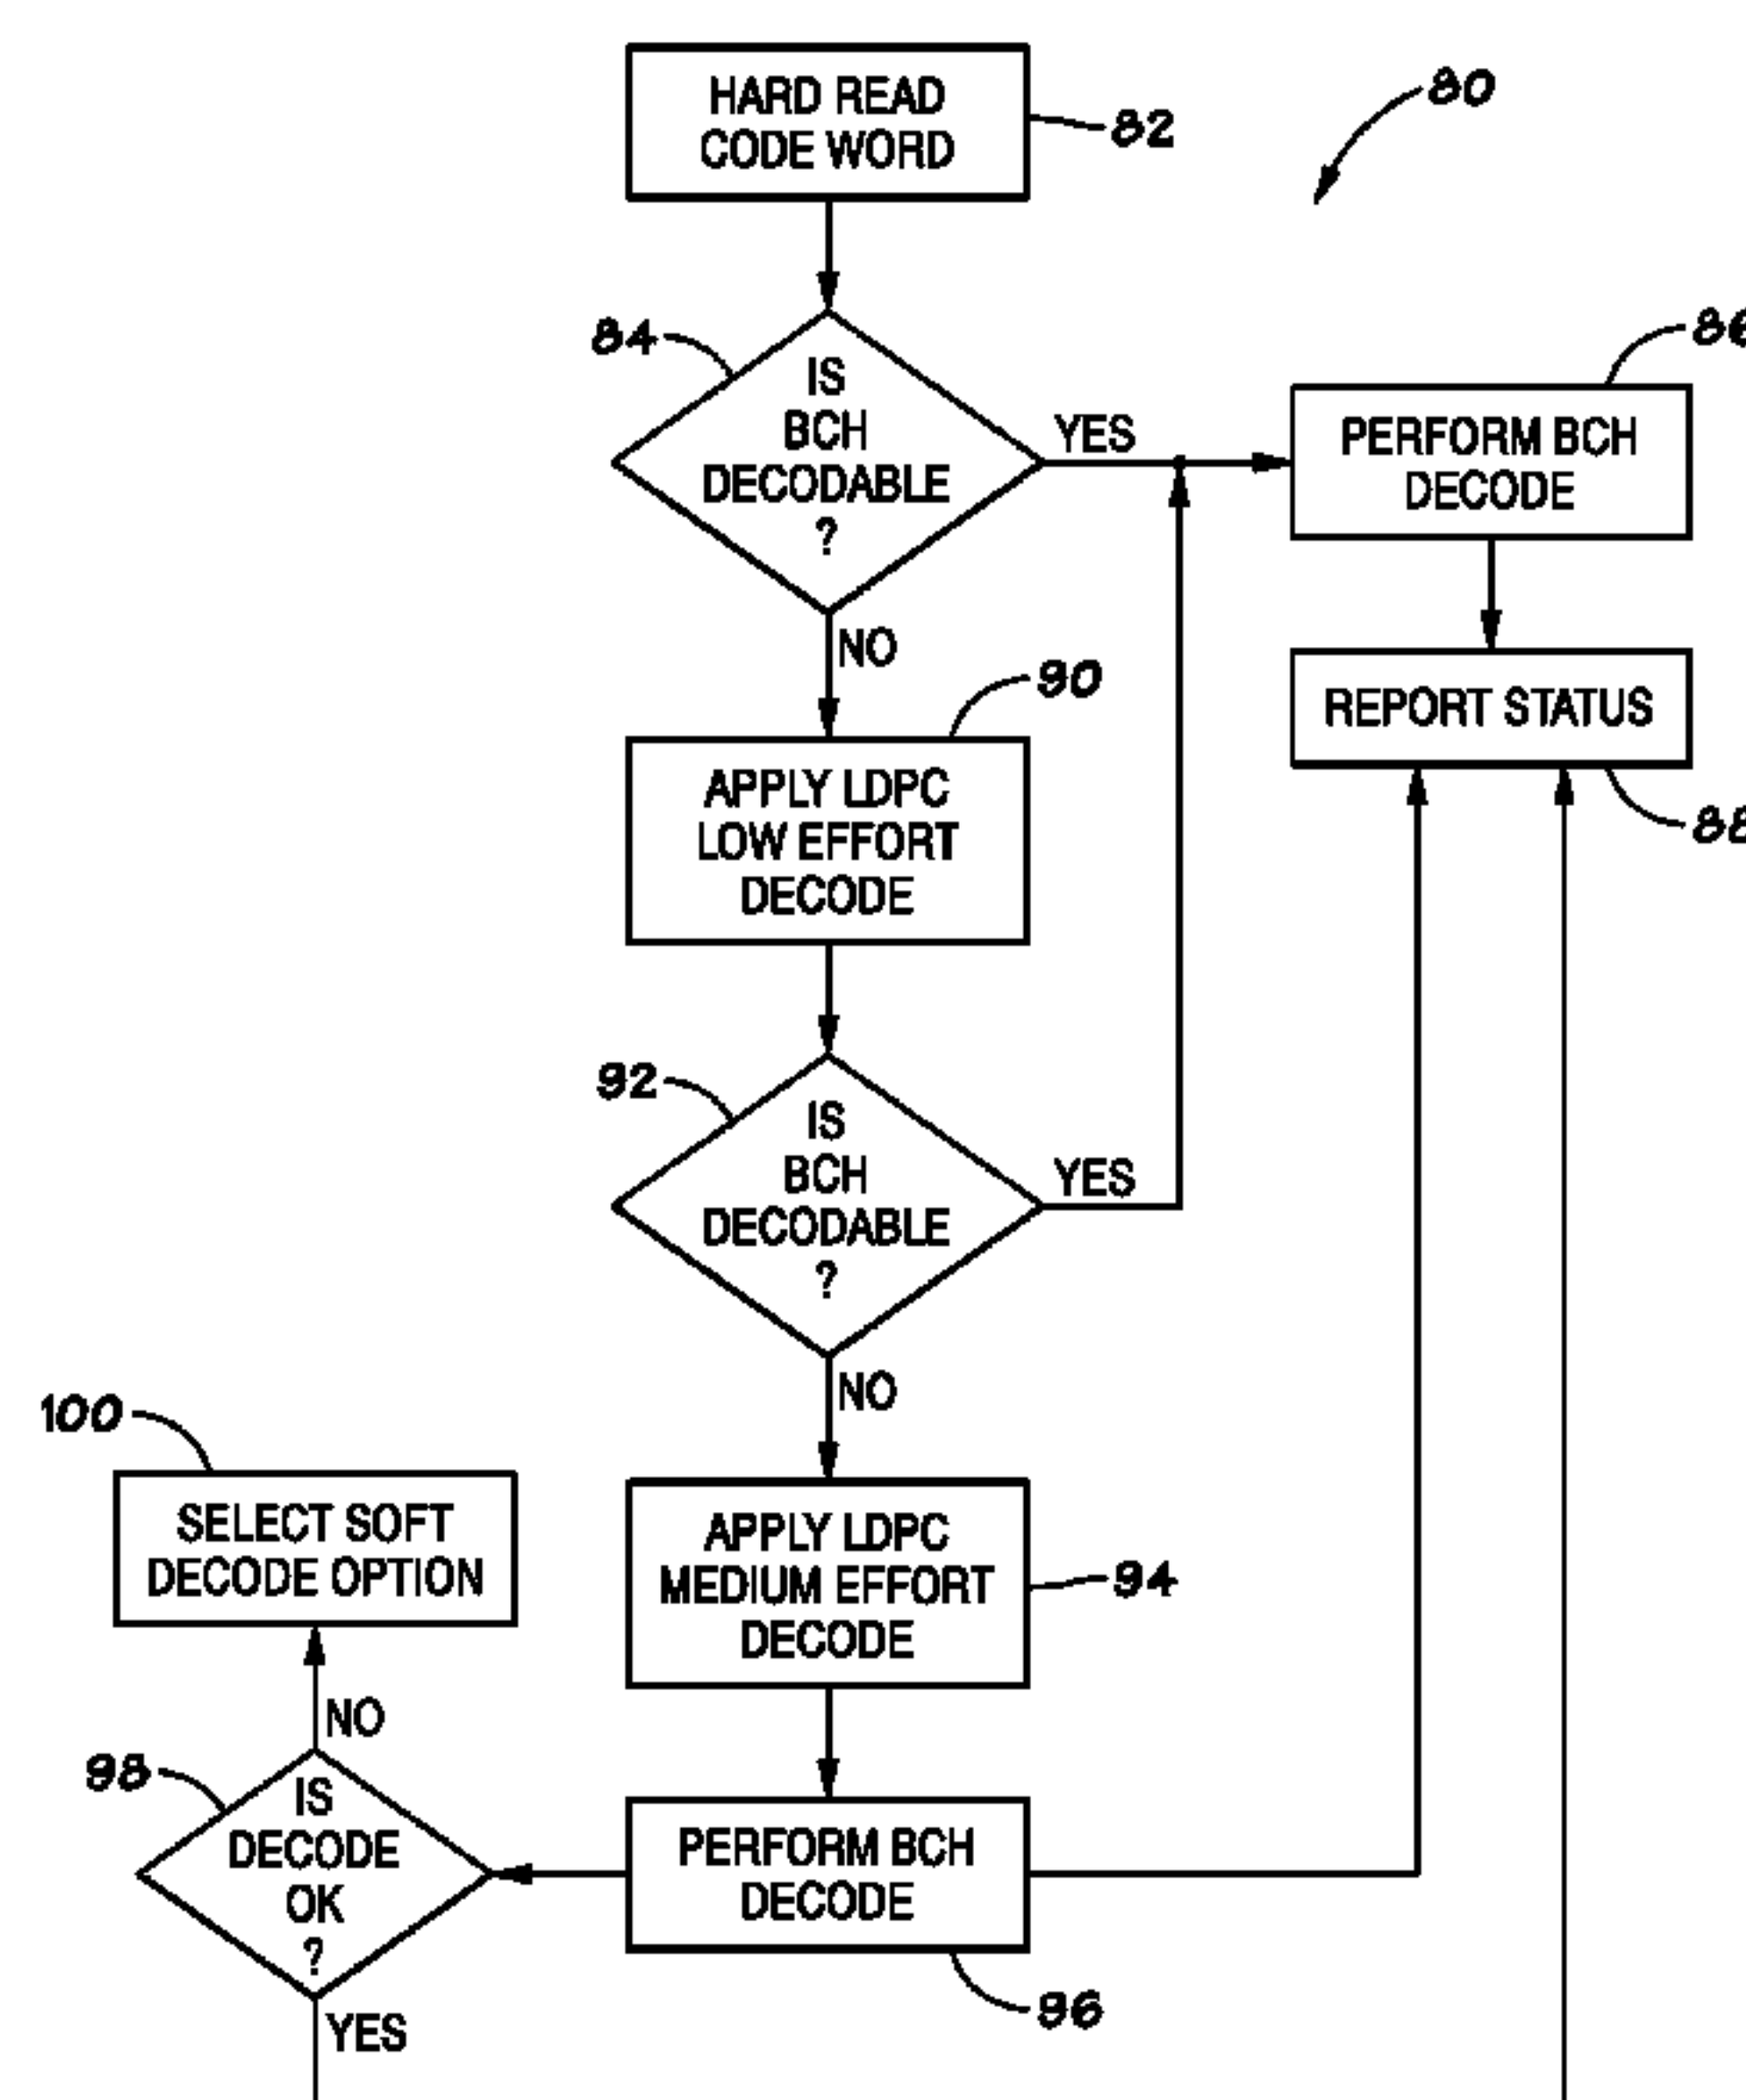 HARD READ
CODE WORD
82
80
84
IS
BCH
DECODABLE
?
YES
NO
86
PERFORM BCH
DECODE
REPORT STATUS
88
90
APPLY LDPC
LOW EFFORT
DECODE
92
IS
BCH
DECODABLE
?
YES
NO
100
SELECT SOFT
DECODE OPTION
APPLY LDPC
MEDIUM EFFORT
DECODE
94
NO
98
IS
DECODE
OK
?
YES
PERFORM BCH
DECODE
96